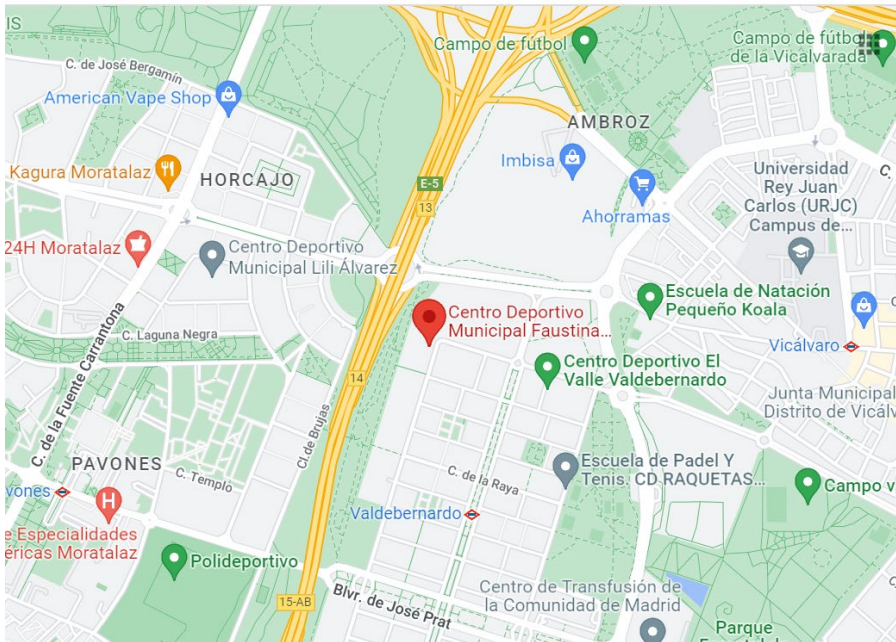 IS
C. de José Bergamín
American Vape Shop
Kagura Moratalaz
HORCAJO
24H Moratalaz
Centro Deportivo
Municipal Lili Álvarez
C. Laguna Negra
C. de la Fuente Carrantona
Cl. de Brujas
PAVONES
C. Templo
vones
H
e Especialidades
éricas Moratalaz
Polideportivo
Campo de fútbol
Campo de fútbol
de la Vicalvarada
AMBROZ
Imbisa
Ahorramas
E-5
13
14
15-AB
Universidad
Rey Juan
Carlos (URJC)
Campus de...
C.
C
Centro Deportivo
Municipal Faustina...
Escuela de Natación
Pequeño Koala
Vicálvaro
Centro Deportivo El
Valle Valdebernardo
Junta Municipal
Distrito de Vicálv
C. de la Raya
Escuela de Padel Y
Tenis. CD RAQUETAS...
Campo v
Valdebernardo
Blvr. de José Prat
Centro de Transfusión de
la Comunidad de Madrid
Parque